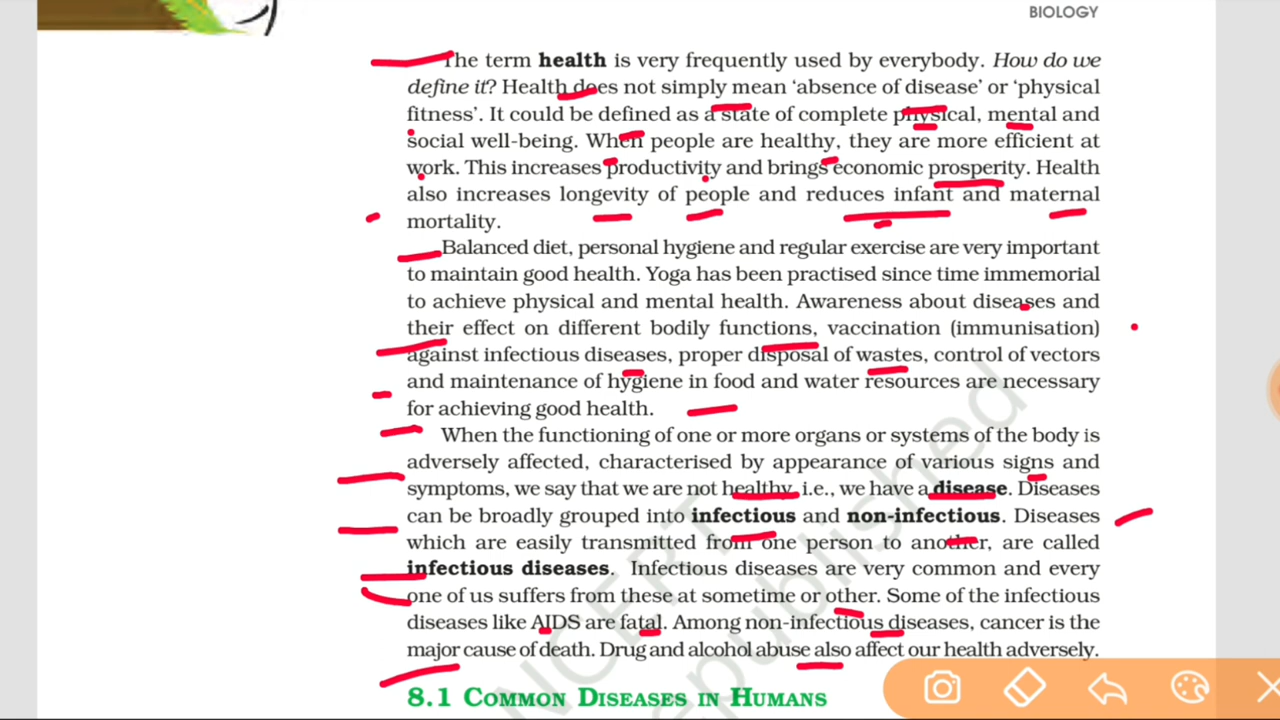 BIOLOGY
The term health is very frequently used by everybody. How do we
define it? Health does not simply mean ‘absence of disease’ or ‘physical
fitness’. It could be defined as a state of complete physical, mental and
social well-being. When people are healthy, they are more efficient at
work. This increases productivity and brings economic prosperity. Health
also increases longevity of people and reduces infant and maternal
mortality.
Balanced diet, personal hygiene and regular exercise are very important
to maintain good health. Yoga has been practised since time immemorial
to achieve physical and mental health. Awareness about diseases and
their effect on different bodily functions, vaccination (immunisation)
against infectious diseases, proper disposal of wastes, control of vectors
and maintenance of hygiene in food and water resources are necessary
for achieving good health.
When the functioning of one or more organs or systems of the body is
adversely affected, characterised by appearance of various signs and
symptoms, we say that we are not healthy, i.e., we have a disease. Diseases
can be broadly grouped into infectious and non-infectious. Diseases
which are easily transmitted from one person to another, are called
infectious diseases. Infectious diseases are very common and every
one of us suffers from these at sometime or other. Some of the infectious
diseases like AIDS are fatal. Among non-infectious diseases, cancer is the
major cause of death. Drug and alcohol abuse also affect our health adversely.
8.1 COMMON DISEASES IN HUMANS
NCERT
republished